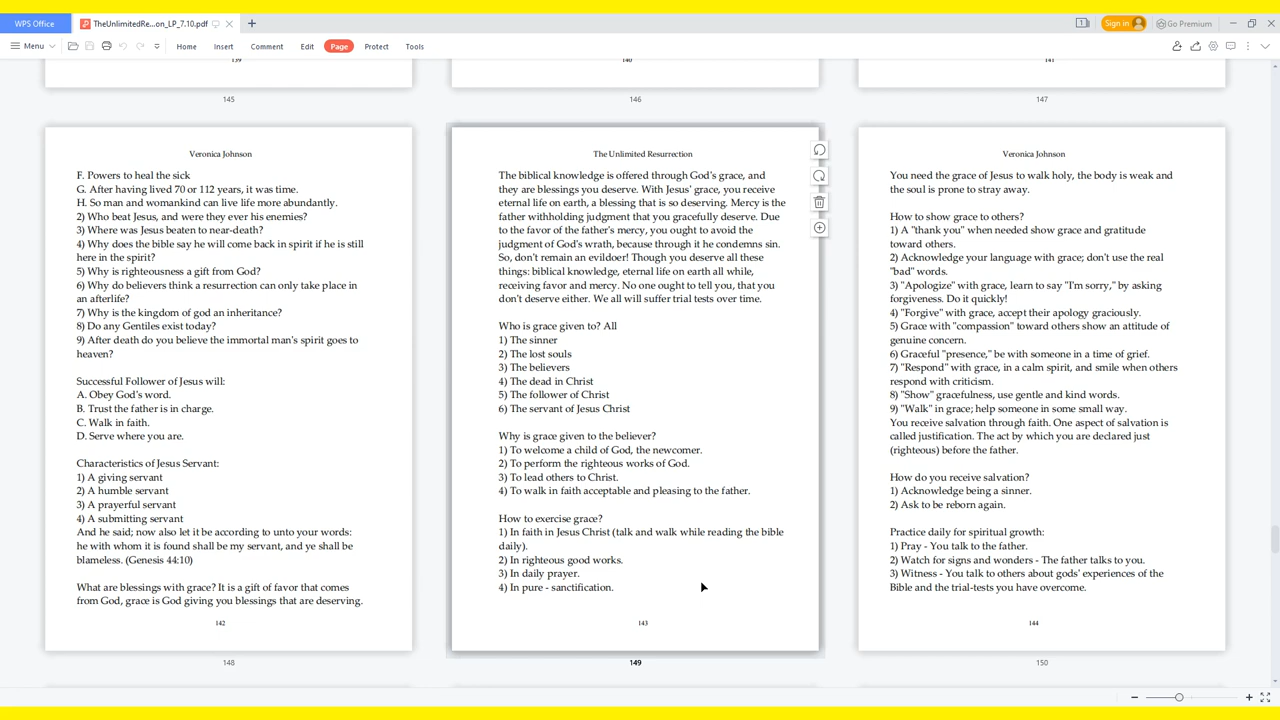 WPS Office
TheUnlimitedRe...on_LP_7.10.pdf
Sign in
Go Premium
Menu
Home
Insert
Comment
Edit
Page
Protect
Tools
139
140
141
145
146
147
Veronica Johnson
F. Powers to heal the sick
G. After having lived 70 or 112 years, it was time.
H. So man and womankind can live life more abundantly.
2) Who beat Jesus, and were they ever his enemies?
3) Where was Jesus beaten to near-death?
4) Why does the bible say he will come back in spirit if he is still
here in the spirit?
5) Why is righteousness a gift from God?
6) Why do believers think a resurrection can only take place in
an afterlife?
7) Why is the kingdom of god an inheritance?
8) Do any Gentiles exist today?
9) After death do you believe the immortal man's spirit goes to
heaven?
Successful Follower of Jesus will:
A. Obey God's word.
B. Trust the father is in charge.
C. Walk in faith.
D. Serve where you are.
Characteristics of Jesus Servant:
1) A giving servant
2) A humble servant
3) A prayerful servant
4) A submitting servant
And he said; now also let it be according to unto your words:
he with whom it is found shall be my servant, and ye shall be
blameless. (Genesis 44:10)
What are blessings with grace? It is a gift of favor that comes
from God, grace is God giving you blessings that are deserving.
142
148
The Unlimited Resurrection
The biblical knowledge is offered through God's grace, and
they are blessings you deserve. With Jesus' grace, you receive
eternal life on earth, a blessing that is so deserving. Mercy is the
father withholding judgment that you gracefully deserve. Due
to the favor of the father's mercy, you ought to avoid the
judgment of God's wrath, because through it he condemns sin.
So, don't remain an evildoer! Though you deserve all these
things: biblical knowledge, eternal life on earth all while,
receiving favor and mercy. No one ought to tell you, that you
don't deserve either. We all will suffer trial tests over time.
Who is grace given to? All
1) The sinner
2) The lost souls
3) The believers
4) The dead in Christ
5) The follower of Christ
6) The servant of Jesus Christ
Why is grace given to the believer?
1) To welcome a child of God, the newcomer.
2) To perform the righteous works of God.
3) To lead others to Christ.
4) To walk in faith acceptable and pleasing to the father.
How to exercise grace?
1) In faith in Jesus Christ (talk and walk while reading the bible
daily).
2) In righteous good works.
3) In daily prayer.
4) In pure - sanctification.
143
149
Veronica Johnson
You need the grace of Jesus to walk holy, the body is weak and
the soul is prone to stray away.
How to show grace to others?
1) A "thank you" when needed show grace and gratitude
toward others.
2) Acknowledge your language with grace; don't use the real
"bad" words.
3) "Apologize" with grace, learn to say "I'm sorry," by asking
forgiveness. Do it quickly!
4) "Forgive" with grace, accept their apology graciously.
5) Grace with "compassion" toward others show an attitude of
genuine concern.
6) Graceful "presence," be with someone in a time of grief.
7) "Respond" with grace, in a calm spirit, and smile when others
respond with criticism.
8) "Show" gracefulness, use gentle and kind words.
9) "Walk" in grace; help someone in some small way.
You receive salvation through faith. One aspect of salvation is
called justification. The act by which you are declared just
(righteous) before the father.
How do you receive salvation?
1) Acknowledge being a sinner.
2) Ask to be reborn again.
Practice daily for spiritual growth:
1) Pray - You talk to the father.
2) Watch for signs and wonders - The father talks to you.
3) Witness - You talk to others about gods' experiences of the
Bible and the trial-tests you have overcome.
144
150